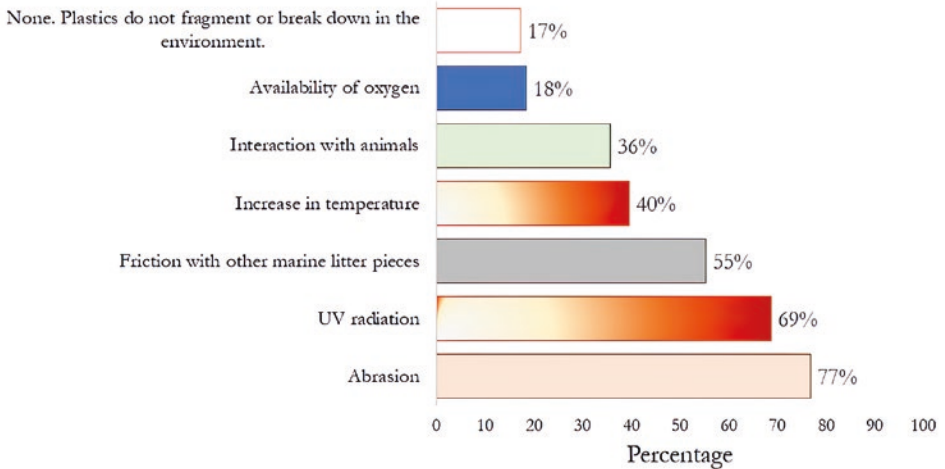 None. Plastics do not fragment or break down in the
environment.
17%
Availability of oxygen
18%
Interaction with animals
36%
Increase in temperature
40%
Friction with other marine litter pieces
55%
UV radiation
69%
Abrasion
77%
0 10 20 30 40 50 60 70 80 90 100
Percentage